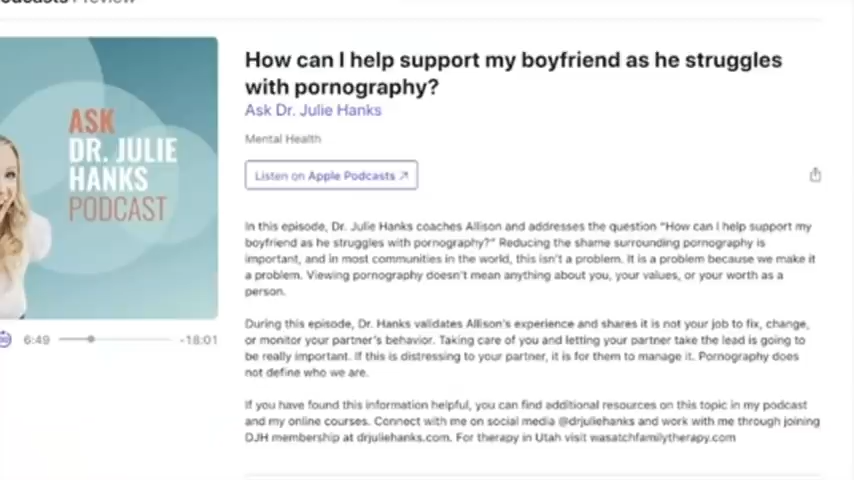 Preview
How can I help support my boyfriend as he struggles
with pornography?
Ask Dr. Julie Hanks
Mental Health
Listen on Apple Podcasts ↗
ASK
DR. JULIE
HANKS
PODCAST
In this episode, Dr. Julie Hanks coaches Allison and addresses the question "How can I help support my
boyfriend as he struggles with pornography?" Reducing the shame surrounding pornography is
important, and in most communities in the world, this isn't a problem. It is a problem because we make it
a problem. Viewing pornography doesn't mean anything about you, your values, or your worth as a
person.
During this episode, Dr. Hanks validates Allison's experience and shares it is not your job to fix, change,
or monitor your partner's behavior. Taking care of you and letting your partner take the lead is going to
be really important. If this is distressing to your partner, it is for them to manage it. Pornography does
not define who we are.
6:49
-18:01
If you have found this information helpful, you can find additional resources on this topic in my podcast
and my online courses. Connect with me on social media @drjuliehanks and work with me through joining
DJH membership at drjuliehanks.com. For therapy in Utah visit wasatchfamilytherapy.com